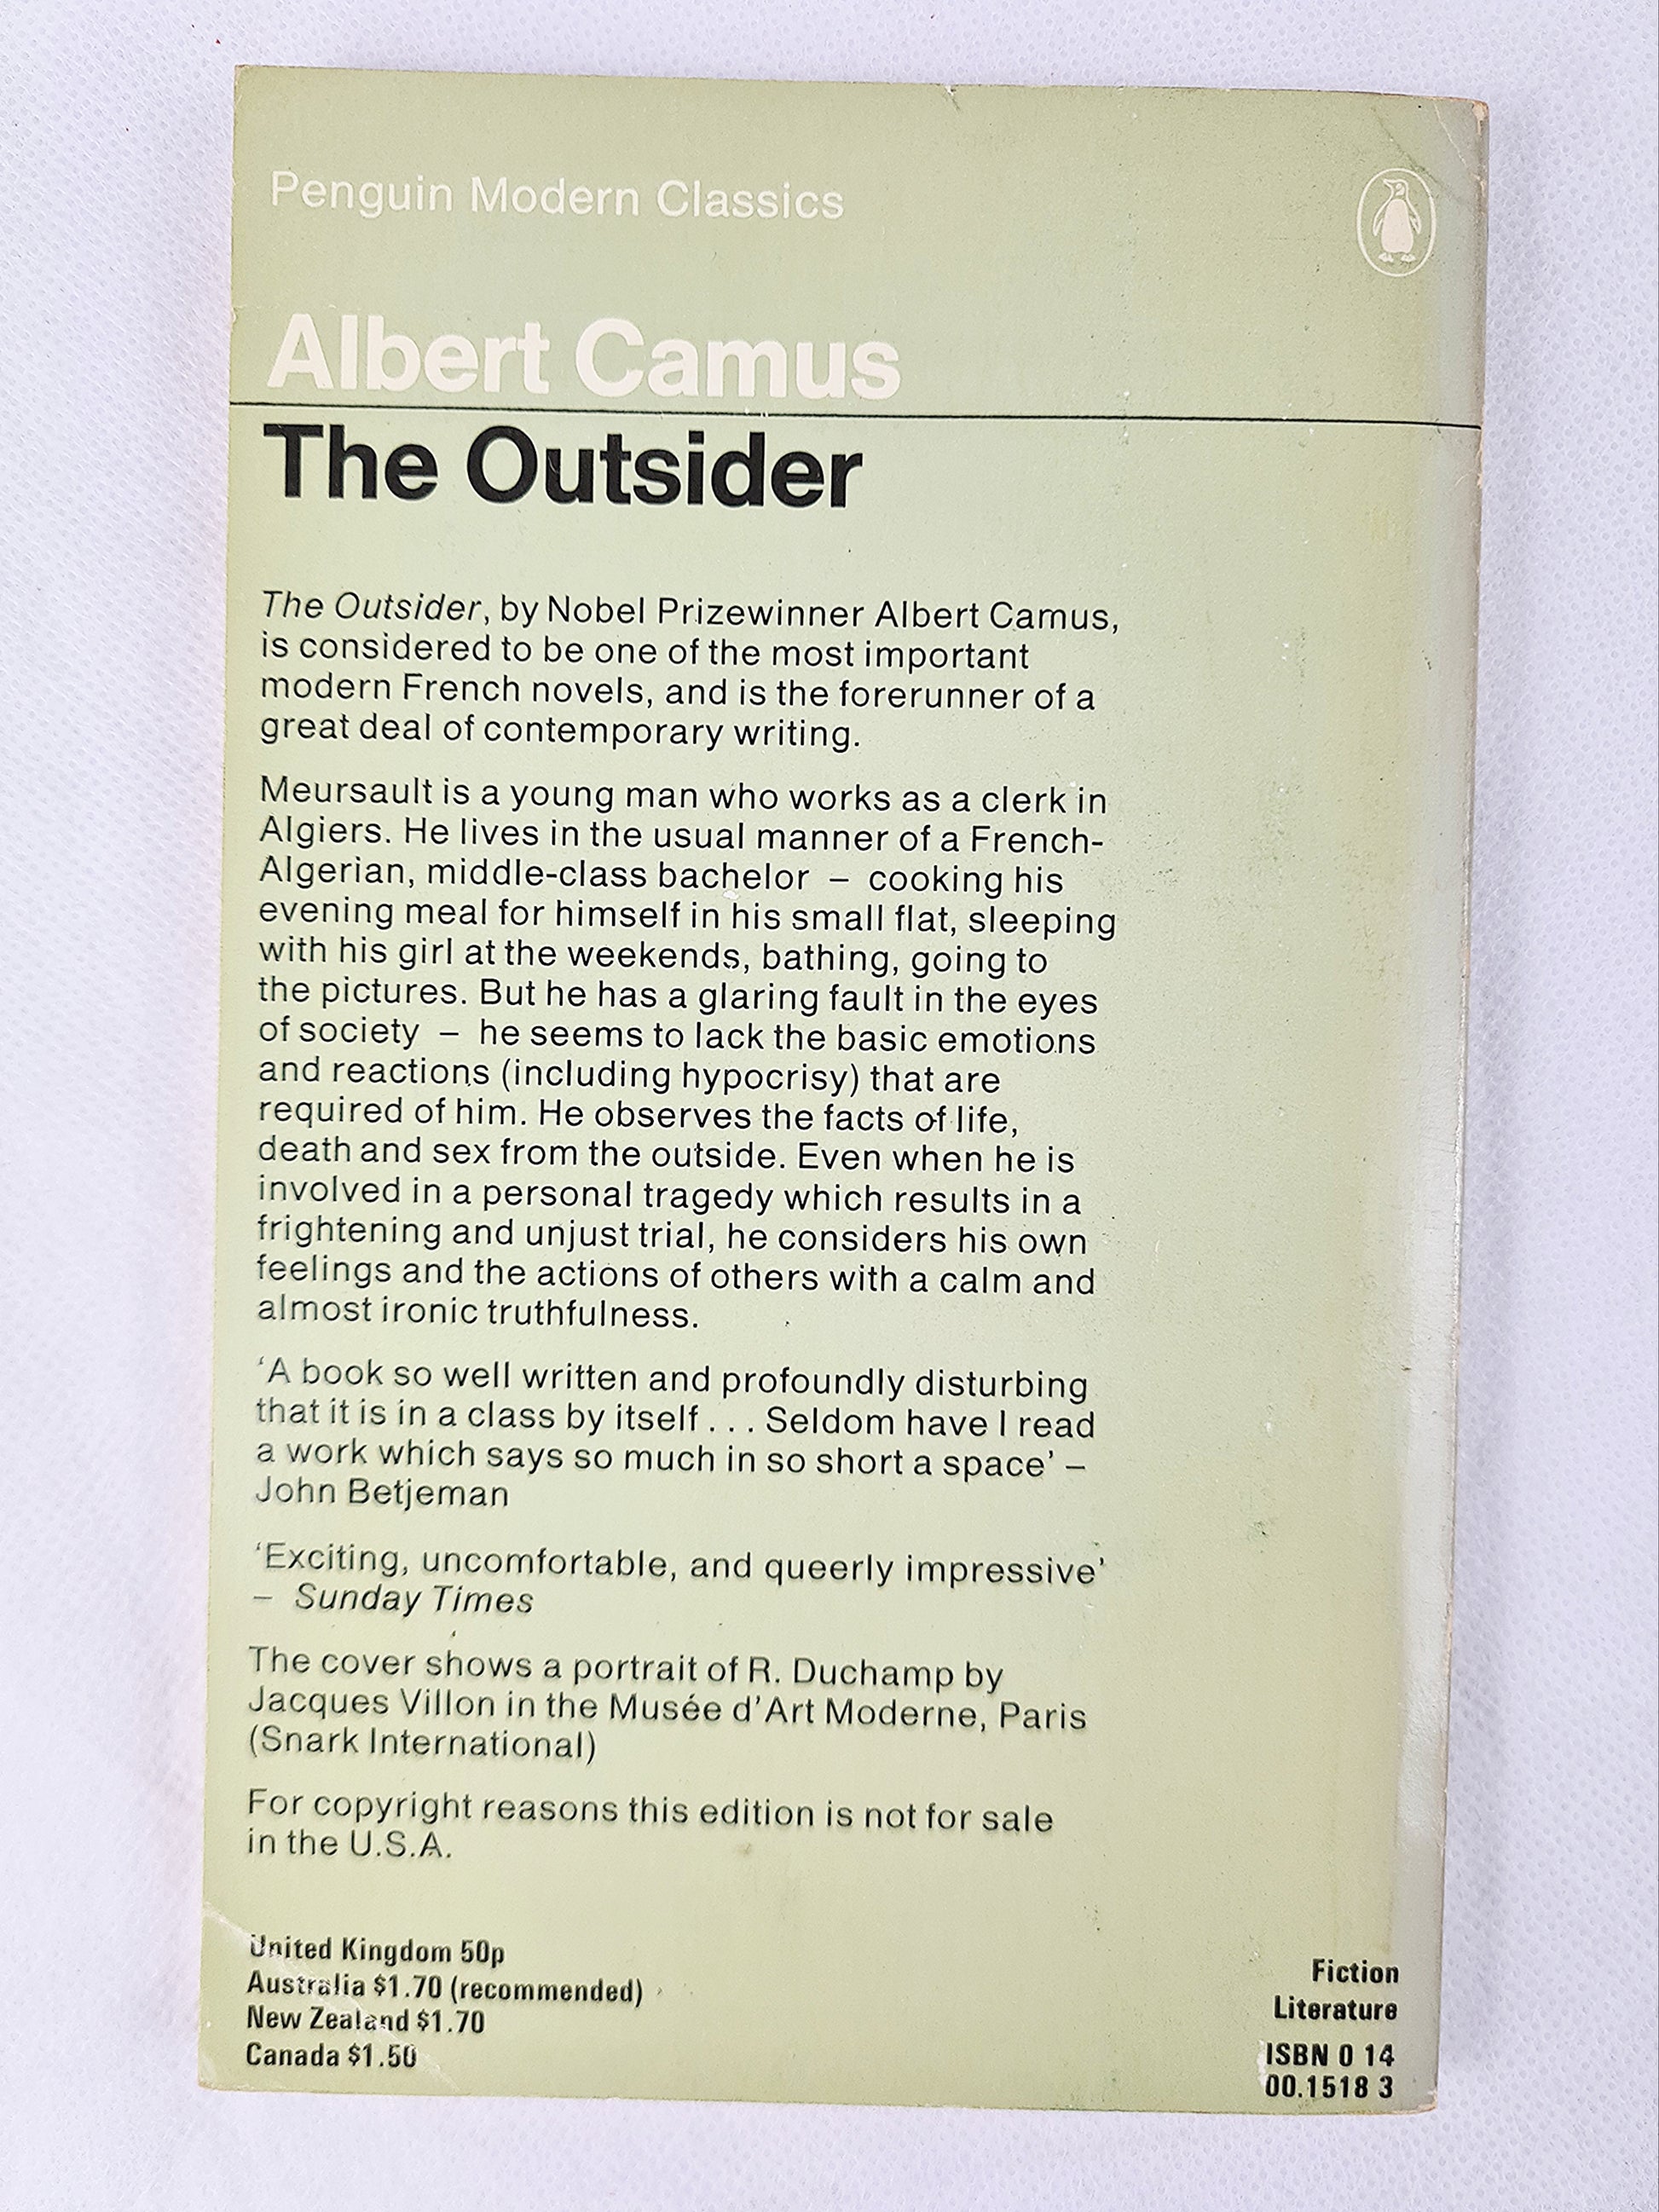 Penguin Modern Classics
Albert Camus
The Outsider
The Outsider, by Nobel Prizewinner Albert Camus,
is considered to be one of the most important
modern French novels, and is the forerunner of a
great deal of contemporary writing.
Meursault is a young man who works as a clerk in
Algiers. He lives in the usual manner of a French-
Algerian, middle-class bachelor – cooking his
evening meal for himself in his small flat, sleeping
with his girl at the weekends, bathing, going to
the pictures. But he has a glaring fault in the eyes
of society – he seems to lack the basic emotions
and reactions (including hypocrisy) that are
required of him. He observes the facts of life,
death and sex from the outside. Even when he is
involved in a personal tragedy which results in a
frightening and unjust trial, he considers his own
feelings and the actions of others with a calm and
almost ironic truthfulness.
‘A book so well written and profoundly disturbing
that it is in a class by itself . . . Seldom have I read
a work which says so much in so short a space’ –
John Betjeman
‘Exciting, uncomfortable, and queerly impressive’
– Sunday Times
The cover shows a portrait of R. Duchamp by
Jacques Villon in the Musée d’Art Moderne, Paris
(Snark International)
For copyright reasons this edition is not for sale
in the U.S.A.
United Kingdom 50p
Australia $1.70 (recommended)
New Zealand $1.70
Canada $1.50
Fiction
Literature
ISBN 0 14
00.1518 3